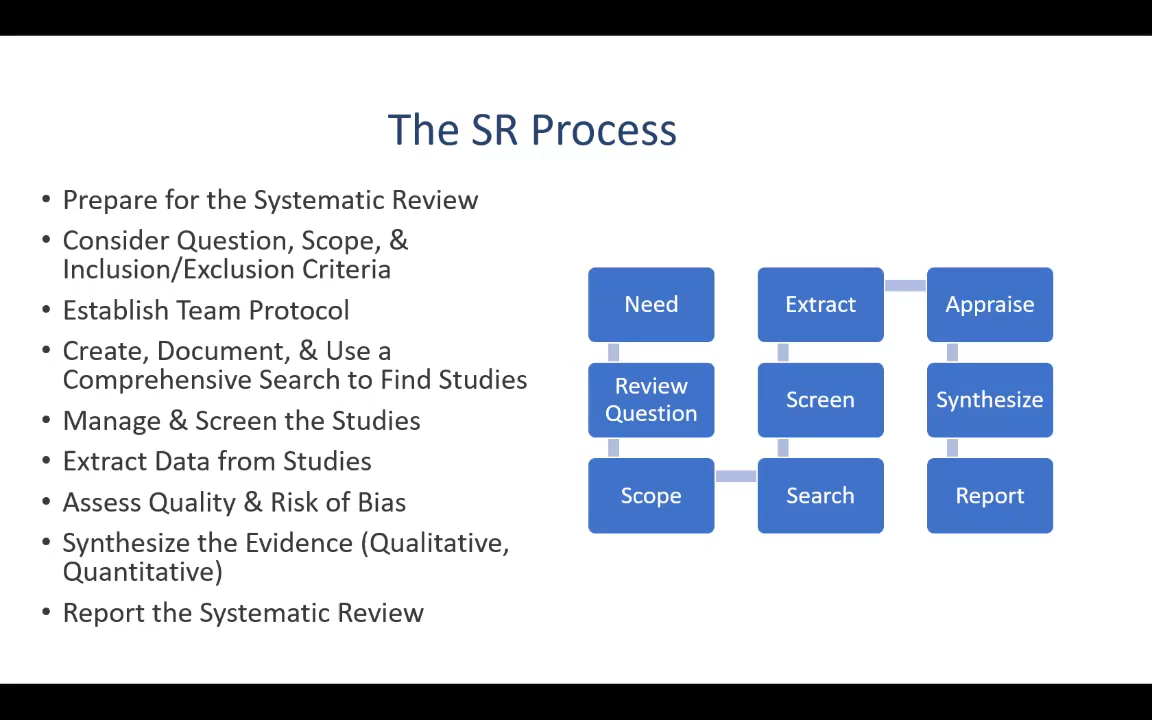 The SR Process
• Prepare for the Systematic Review
• Consider Question, Scope, &
Inclusion/Exclusion Criteria
• Establish Team Protocol
• Create, Document, & Use a
Comprehensive Search to Find Studies
• Manage & Screen the Studies
• Extract Data from Studies
• Assess Quality & Risk of Bias
• Synthesize the Evidence (Qualitative,
Quantitative)
• Report the Systematic Review
Need
Review
Question
Scope
Search
Screen
Extract
Appraise
Synthesize
Report